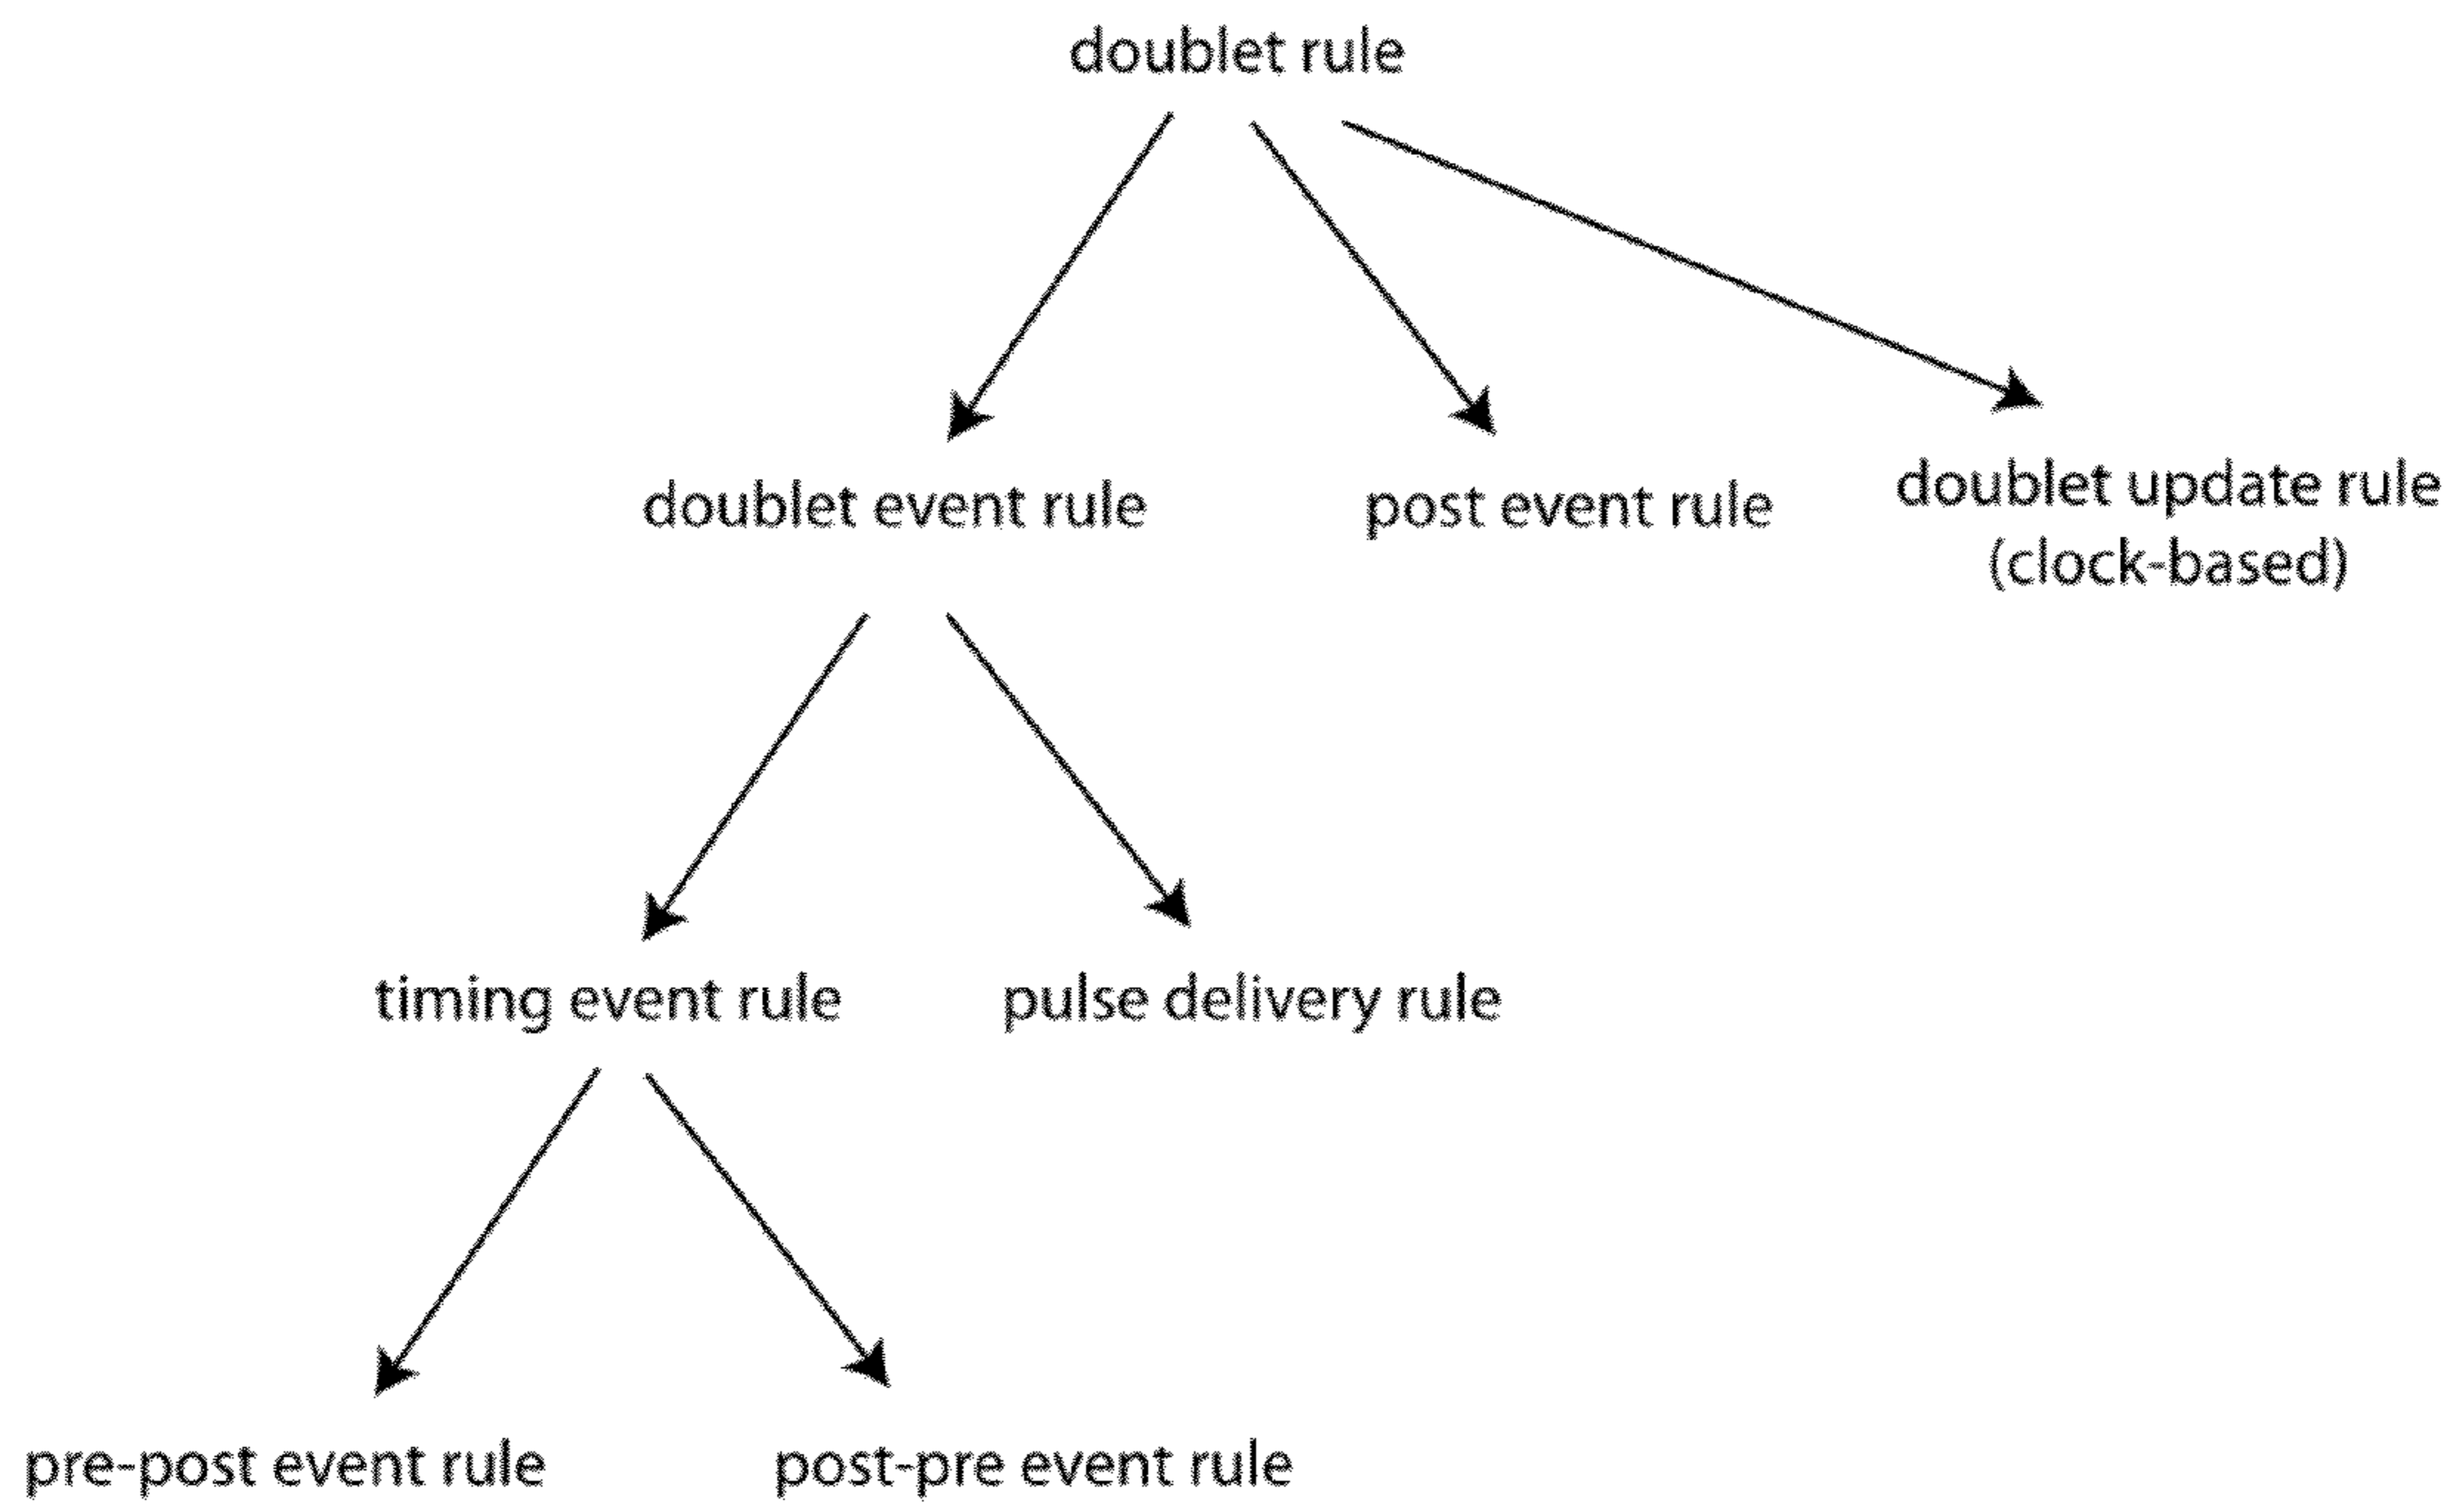 doublet rule
doublet event rule
post event rule
doublet update rule
(clock-based)
timing event rule
pulse delivery rule
pre-post event rule
post-pre event rule